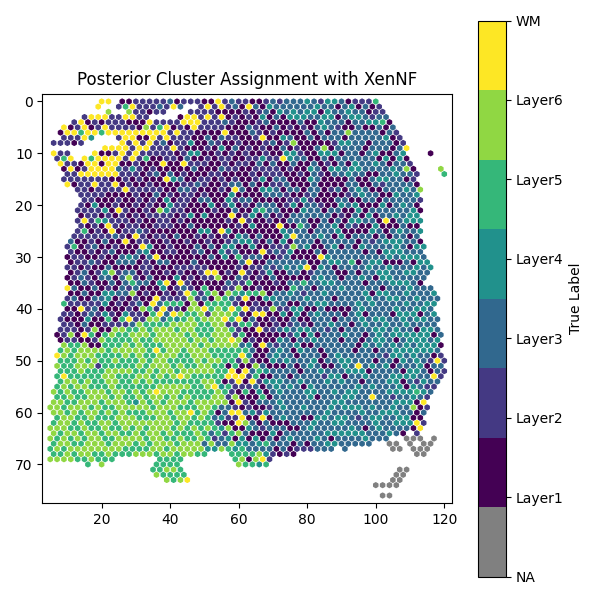 Posterior Cluster Assignment with XenNF
0
10
20
30
40
50
60
70
20
40
60
80
100
120
WM
Layer6
Layer5
Layer4
Layer3
Layer2
Layer1
NA
True Label